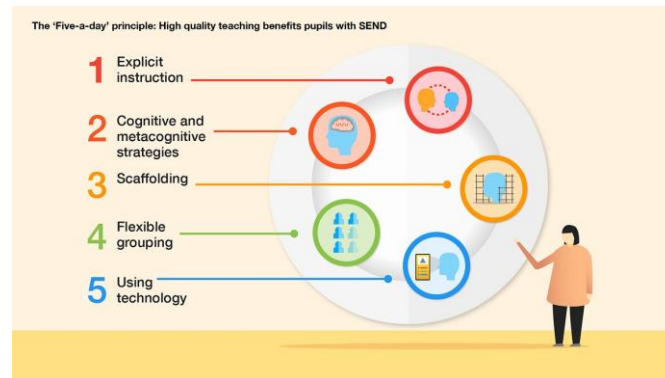 The ‘Five-a-day’ principle: High quality teaching benefits pupils with SEND
1 Explicit
instruction
2 Cognitive and
metacognitive
strategies
3 Scaffolding
4 Flexible
grouping
5 Using
technology